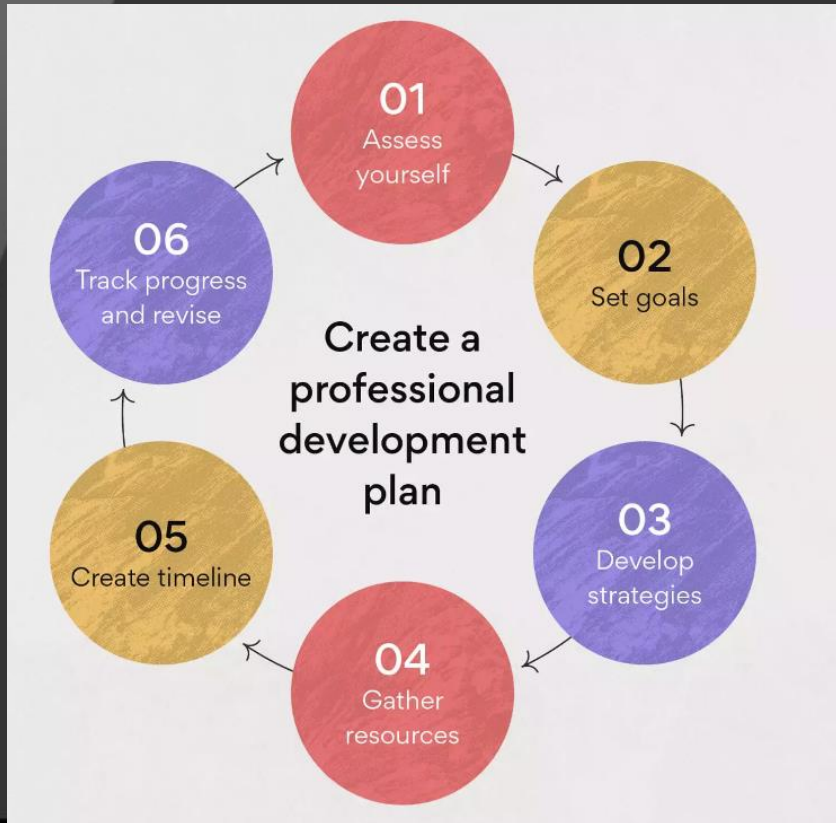 01
Assess
yourself
02
Set goals
03
Develop
strategies
04
Gather
resources
05
Create timeline
06
Track progress
and revise
Create a
professional
development
plan